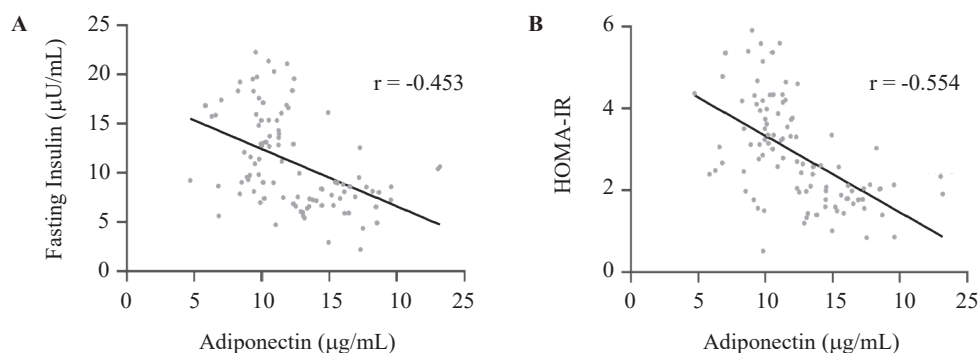 A
25
20
15
10
5
0
Fasting Insulin (μU/mL)
r = -0.453
0 5 10 15 10 25
Adiponectin (μg/mL)
B
6
4
2
0
HOMA-IR
r = -0.554
0 5 10 15 10 25
Adiponectin (μg/mL)